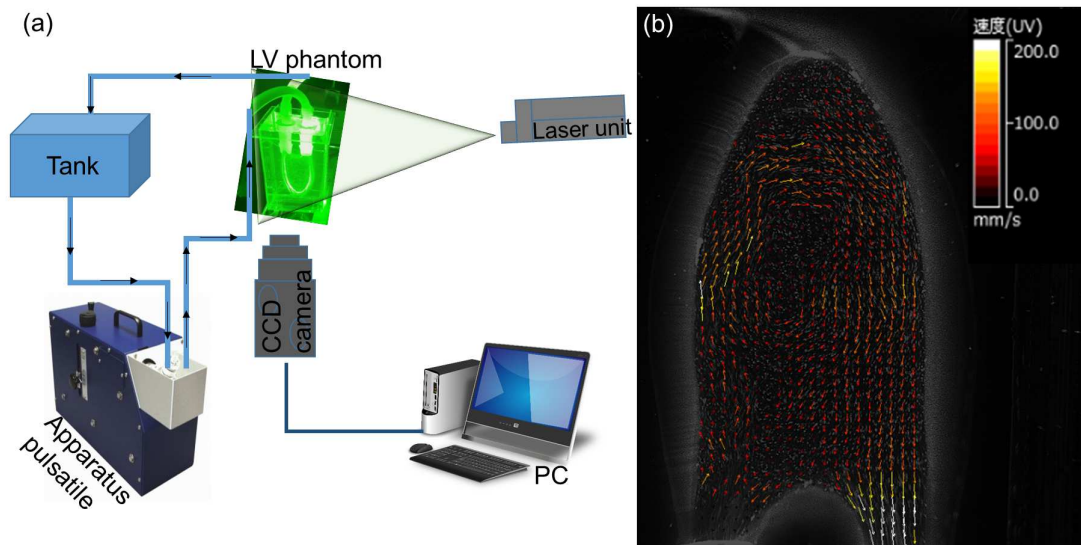 (a)
LV phantom
Laser unit
Tank
CCD
camera
Apparatus
pulsatile
PC
(b)
速度(UV)
200.0
100.0
0.0
mm/s